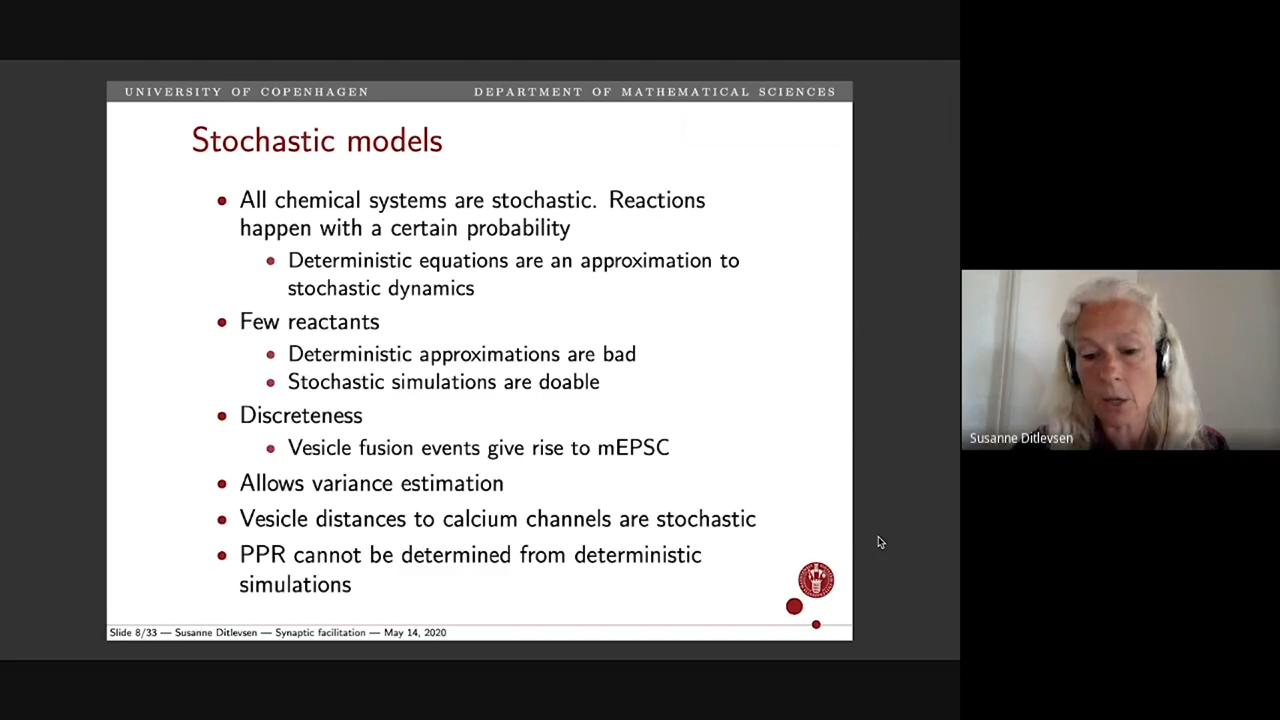 UNIVERSITY OF COPENHAGEN DEPARTMENT OF MATHEMATICAL SCIENCES
Stochastic models
All chemical systems are stochastic. Reactions
happen with a certain probability
Deterministic equations are an approximation to
stochastic dynamics
Few reactants
Deterministic approximations are bad
Stochastic simulations are doable
Discreteness
Vesicle fusion events give rise to mEPSC
Allows variance estimation
Vesicle distances to calcium channels are stochastic
PPR cannot be determined from deterministic
simulations
Slide 8/33 — Susanne Ditlevsen — Synaptic facilitation — May 14, 2020
Susanne Ditlevsen